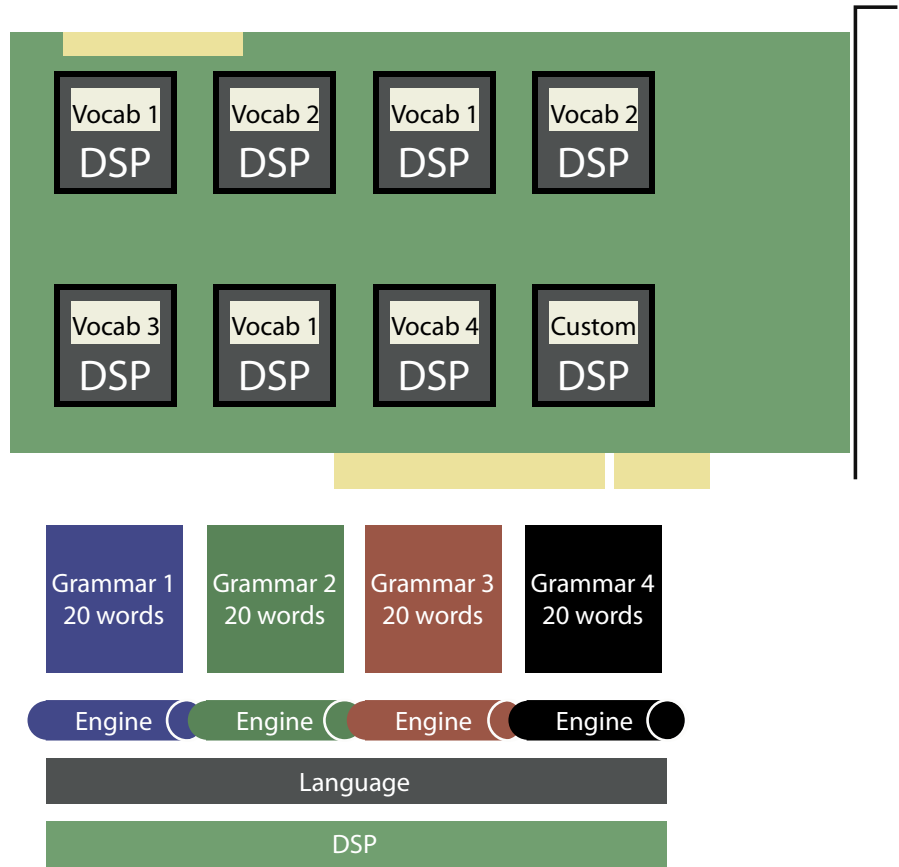 Vocab 1
DSP
Vocab 2
DSP
Vocab 1
DSP
Vocab 2
DSP
Vocab 3
DSP
Vocab 1
DSP
Vocab 4
DSP
Custom
DSP
Grammar 1
20 words
Grammar 2
20 words
Grammar 3
20 words
Grammar 4
20 words
Engine
Engine
Engine
Engine
Language
DSP